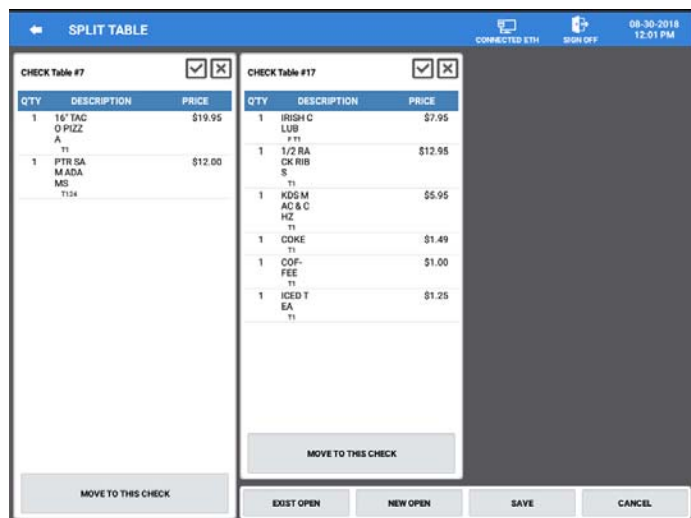 SPLIT TABLE
CONNECTED ETH
SIGN OFF
08-30-2018
12:01 PM
CHECK Table #7
Q'TY DESCRIPTION PRICE
1 16" TAC $19.95
O PIZZ
A
T1
1 PTR SA $12.00
M ADA
MS
T124
MOVE TO THIS CHECK
CHECK Table #17
Q'TY DESCRIPTION PRICE
1 IRISH C $7.95
LUB
F T1
1 1/2 RA $12.95
CK RIB
S
T1
1 KDS M $5.95
AC & C
HZ
T1
1 COKE $1.49
T1
1 COF- $1.00
FEE
T1
1 ICED T $1.25
EA
T1
MOVE TO THIS CHECK
EXIST OPEN NEW OPEN SAVE CANCEL